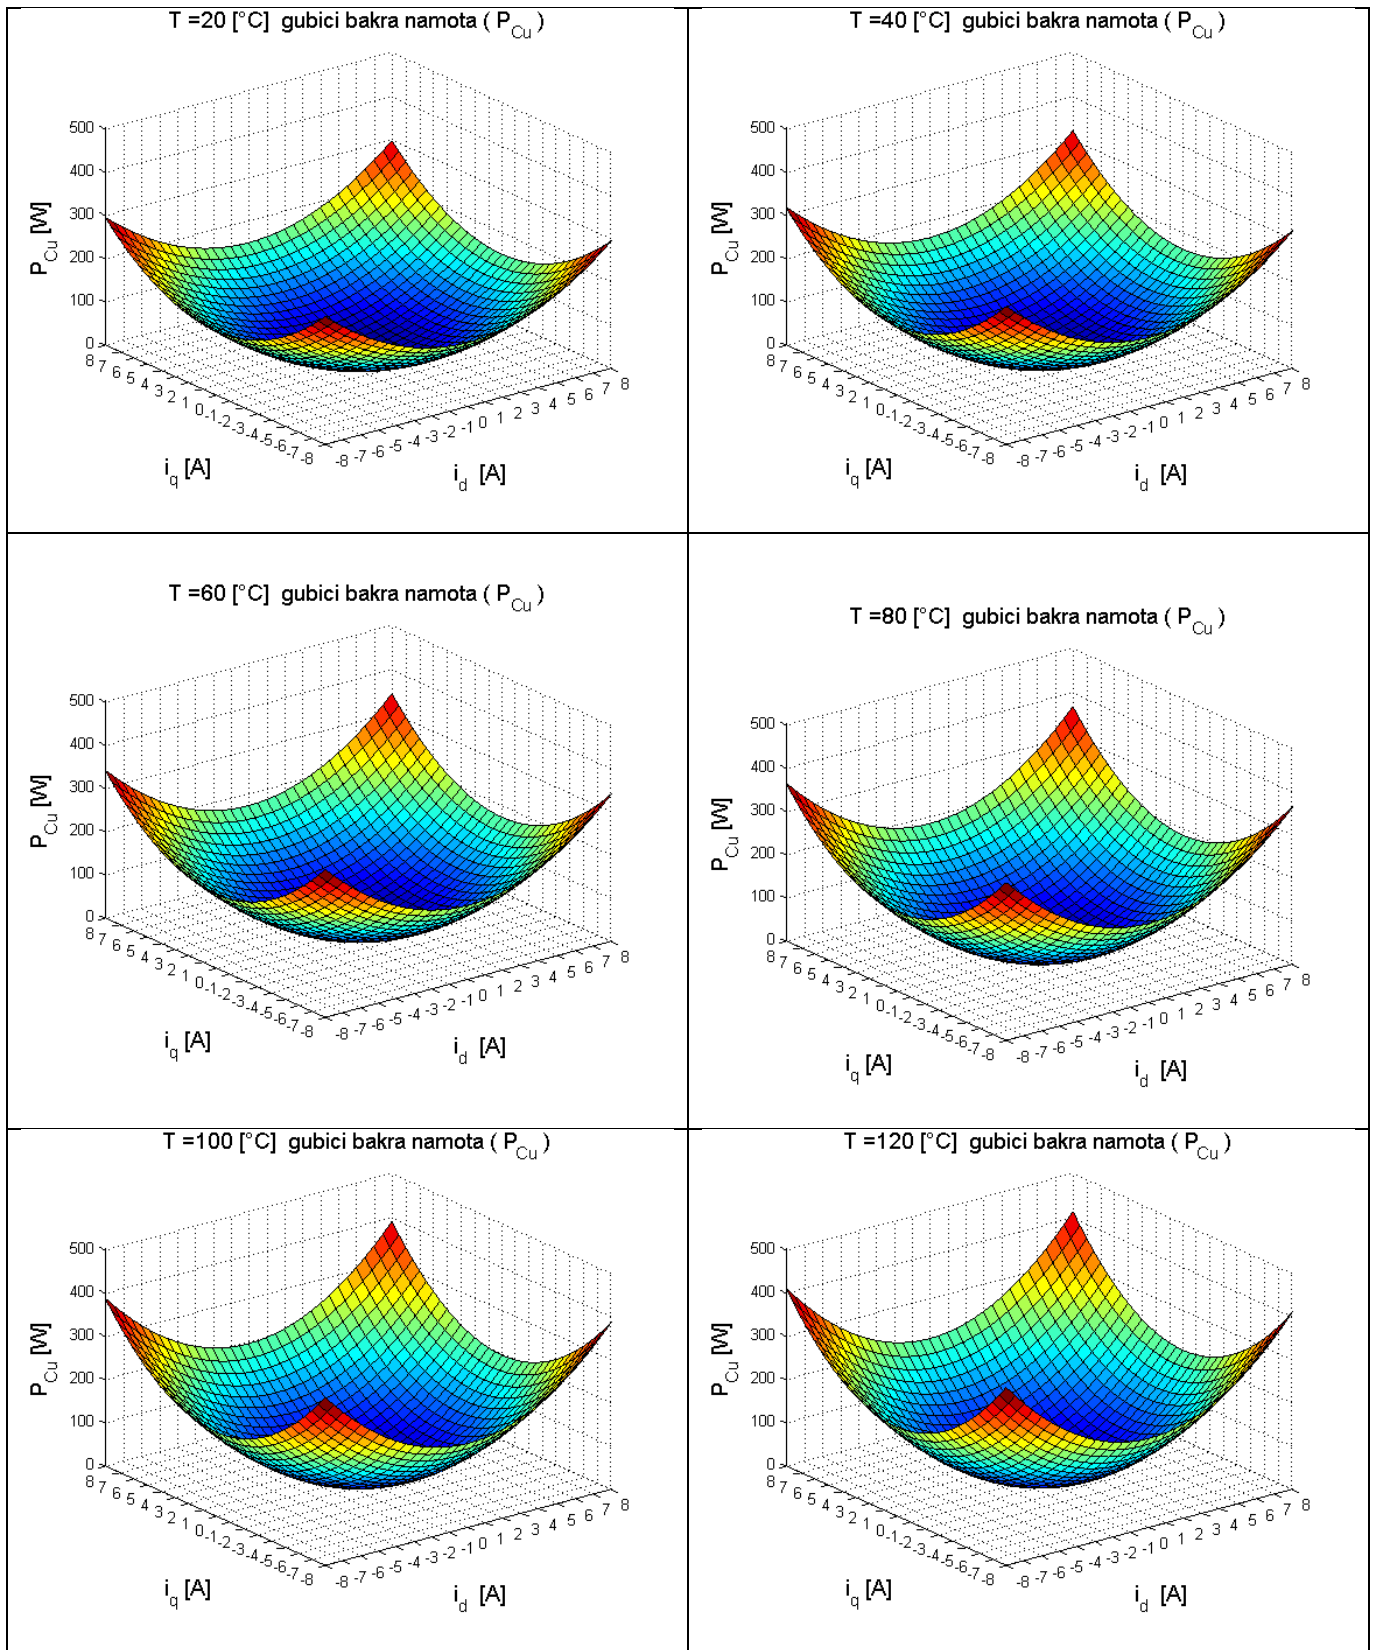 T =20 [°C] gubici bakra namota ( P_Cu )
500
400
300
200
100
0
P_Cu [W]
8 7 6 5 4 3 2 1 0 -1 -2 -3 -4 -5 -6 -7 -8
i_q [A]
-8 -7 -6 -5 -4 -3 -2 -1 0 1 2 3 4 5 6 7 8
i_d [A]
T =40 [°C] gubici bakra namota ( P_Cu )
500
400
300
200
100
0
P_Cu [W]
8 7 6 5 4 3 2 1 0 -1 -2 -3 -4 -5 -6 -7 -8
i_q [A]
-8 -7 -6 -5 -4 -3 -2 -1 0 1 2 3 4 5 6 7 8
i_d [A]
T =60 [°C] gubici bakra namota ( P_Cu )
500
400
300
200
100
0
P_Cu [W]
8 7 6 5 4 3 2 1 0 -1 -2 -3 -4 -5 -6 -7 -8
i_q [A]
-8 -7 -6 -5 -4 -3 -2 -1 0 1 2 3 4 5 6 7 8
i_d [A]
T =80 [°C] gubici bakra namota ( P_Cu )
500
400
300
200
100
0
P_Cu [W]
8 7 6 5 4 3 2 1 0 -1 -2 -3 -4 -5 -6 -7 -8
i_q [A]
-8 -7 -6 -5 -4 -3 -2 -1 0 1 2 3 4 5 6 7 8
i_d [A]
T =100 [°C] gubici bakra namota ( P_Cu )
500
400
300
200
100
0
P_Cu [W]
8 7 6 5 4 3 2 1 0 -1 -2 -3 -4 -5 -6 -7 -8
i_q [A]
-8 -7 -6 -5 -4 -3 -2 -1 0 1 2 3 4 5 6 7 8
i_d [A]
T =120 [°C] gubici bakra namota ( P_Cu )
500
400
300
200
100
0
P_Cu [W]
8 7 6 5 4 3 2 1 0 -1 -2 -3 -4 -5 -6 -7 -8
i_q [A]
-8 -7 -6 -5 -4 -3 -2 -1 0 1 2 3 4 5 6 7 8
i_d [A]